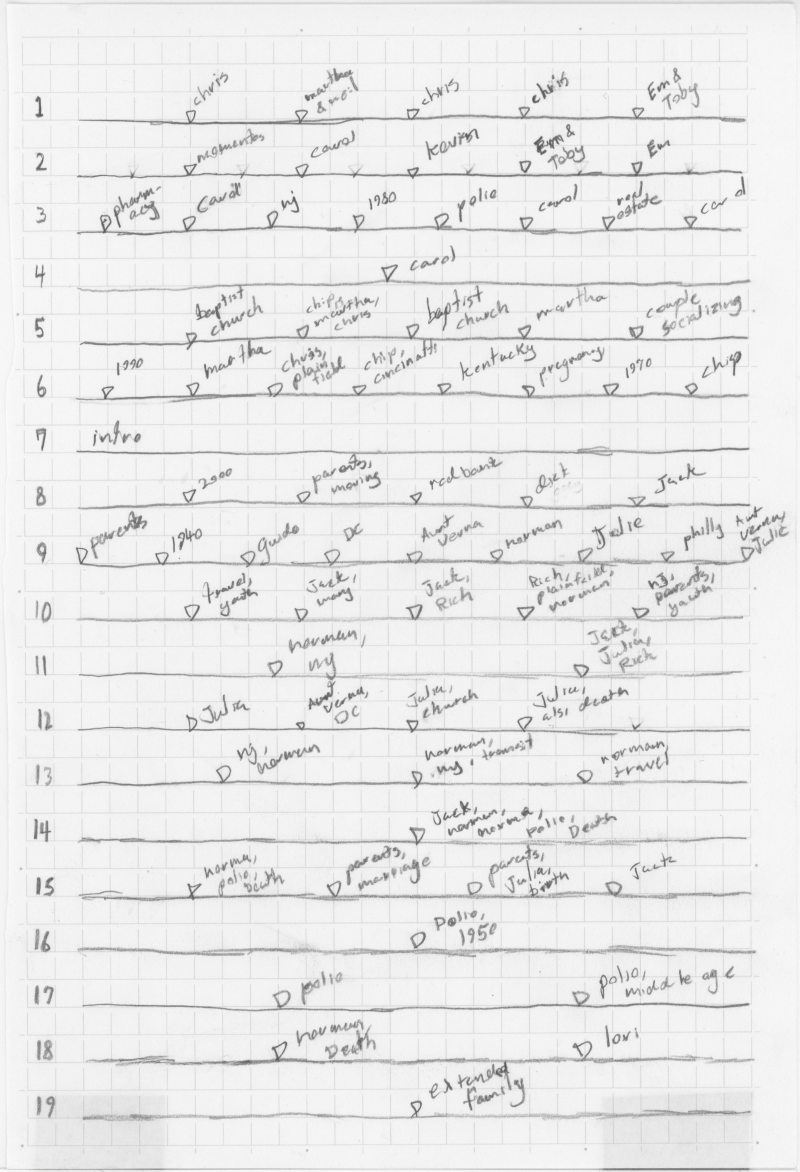 1 chris martha & neil chris chris Em & Toby
2 mementos carol kevin Em & Toby Em
3 pharmacy carol nj 1980 polio carol real estate carol
4 carol
5 baptist church chip, martha, chris baptist church martha couple socializing
6 1990 martha chris, plainfield chip, cincinatti kentucky pregnancy 1970 chip
7 intro
8 2000 parents, moving red bank dick Jack
9 parents 1940 guido DC Aunt Verna norman Julie philly Aunt Verna, Julie
10 travel, youth Jack, mary Jack, Rich Rich, plainfield, norman, nj, parents, youth
11 norman, ny Jack, Julia, Rich
12 Julia Aunt Verna, DC Julia, church Julia, als, death
13 nj, norman norman, ny, transit norman, travel
14 Jack, norman, norma, Polio, Death
15 norma, polio, Death parents, marriage parents, Julia, birth Jack
16 Polio, 1950
17 polio polio, middle age
18 norman, Death lori
19 extended family